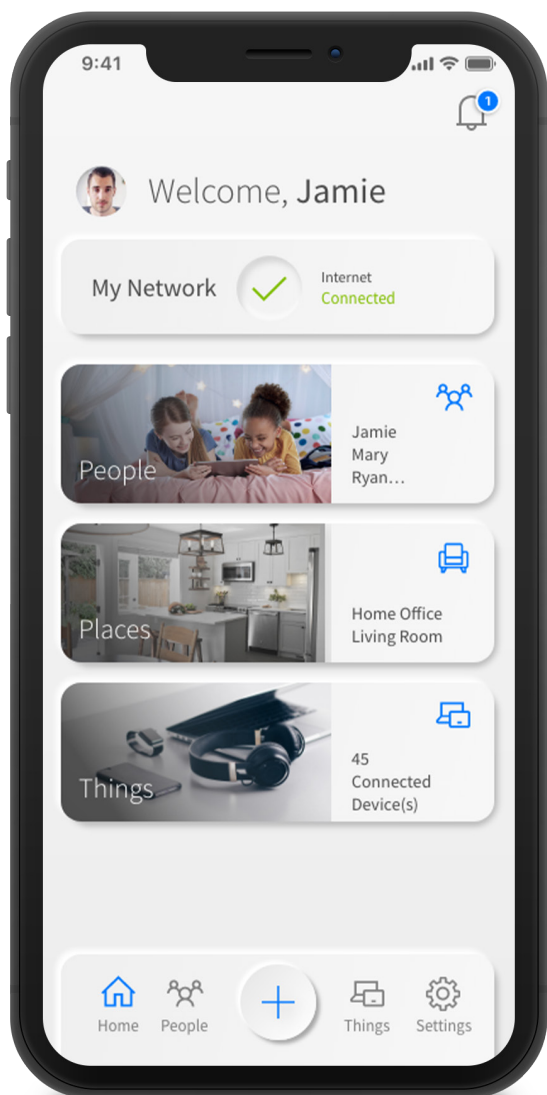 9:41
1
Welcome, Jamie
My Network
Internet
Connected
People
Jamie
Mary
Ryan...
Places
Home Office
Living Room
Things
45
Connected
Device(s)
Home People Things Settings